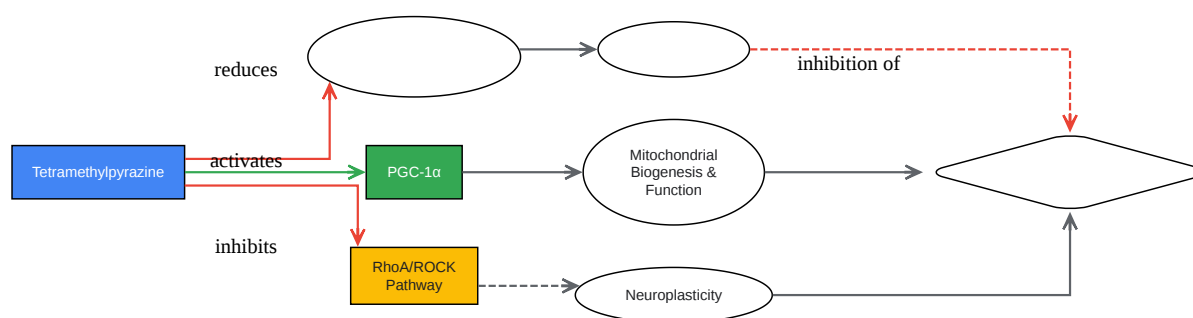 reduces
inhibition of
Tetramethylpyrazine
activates
PGC-1α
Mitochondrial
Biogenesis &
Function
inhibits
RhoA/ROCK
Pathway
Neuroplasticity